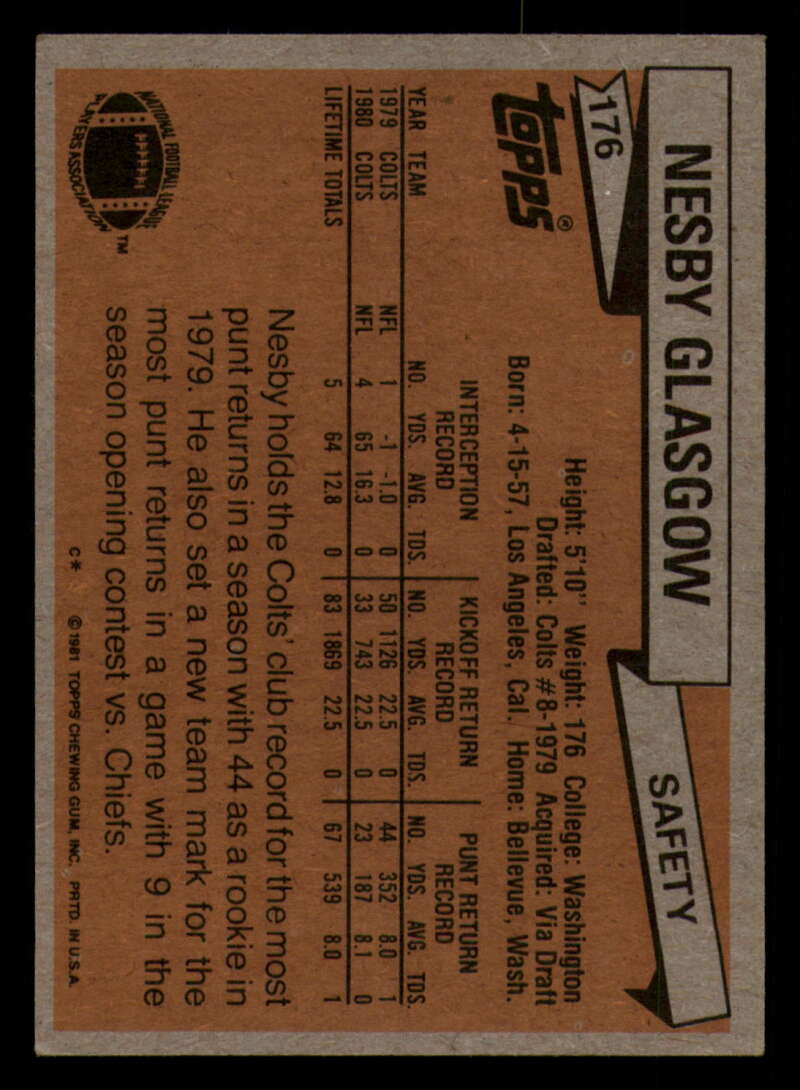 176
NESBY GLASGOW
SAFETY
TOPPS®
Height: 5'10" Weight: 176 College: Washington
Drafted: Colts #8-1979 Acquired: Via Draft
Born: 4-15-57, Los Angeles, Cal. Home: Bellevue, Wash.
INTERCEPTION RECORD KICKOFF RETURN RECORD PUNT RETURN RECORD
YEAR TEAM NO. YDS. AVG. TDS. NO. YDS. AVG. TDS. NO. YDS. AVG. TDS.
1979 COLTS NFL 1 -1 -1.0 0 50 1126 22.5 0 44 352 8.0 1
1980 COLTS NFL 4 65 16.3 0 33 743 22.5 0 23 187 8.1 0
LIFETIME TOTALS 5 64 12.8 0 83 1869 22.5 0 67 539 8.0 1
Nesby holds the Colts' club record for the most
punt returns in a season with 44 as a rookie in
1979. He also set a new team mark for the
most punt returns in a game with 9 in the
season opening contest vs. Chiefs.
NATIONAL FOOTBALL LEAGUE
PLAYERS ASSOCIATION
TM
C* © 1981 TOPPS CHEWING GUM, INC. PRTD. IN U.S.A.